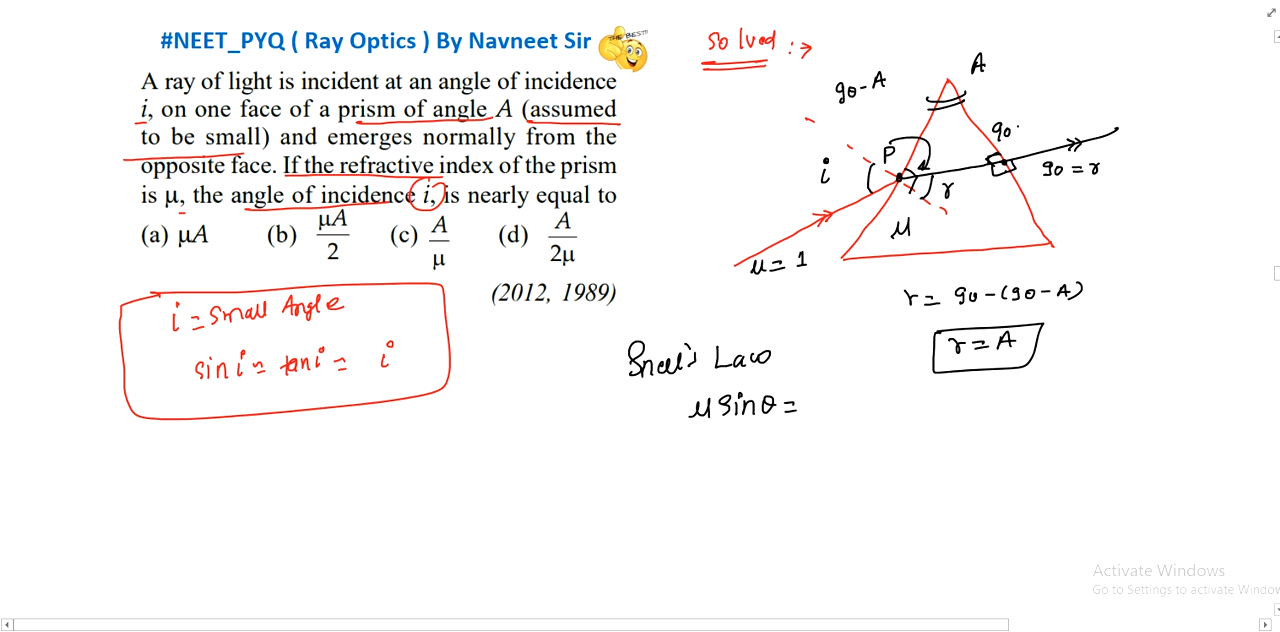 #NEET_PYQ ( Ray Optics ) By Navneet Sir
THE BEST!!!
A ray of light is incident at an angle of incidence
i, on one face of a prism of angle A (assumed
to be small) and emerges normally from the
opposite face. If the refractive index of the prism
is μ, the angle of incidence i, is nearly equal to
(a) μA (b) μA/2 (c) A/μ (d) A/2μ
(2012, 1989)
i = Small Angle
sin i = tan i = i
Solved :→
A
90-A
90°
P
i
r
90 = r
μ
μ = 1
r = 90-(90-A)
r = A
Snell's Law
μ sinθ =
Activate Windows
Go to Settings to activate Window